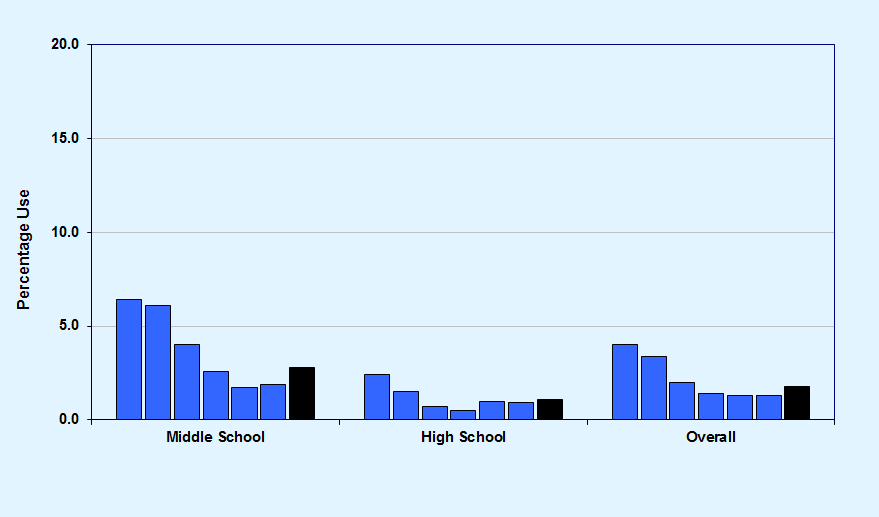 20.0
15.0
10.0
5.0
0.0
Percentage Use
Middle School
High School
Overall